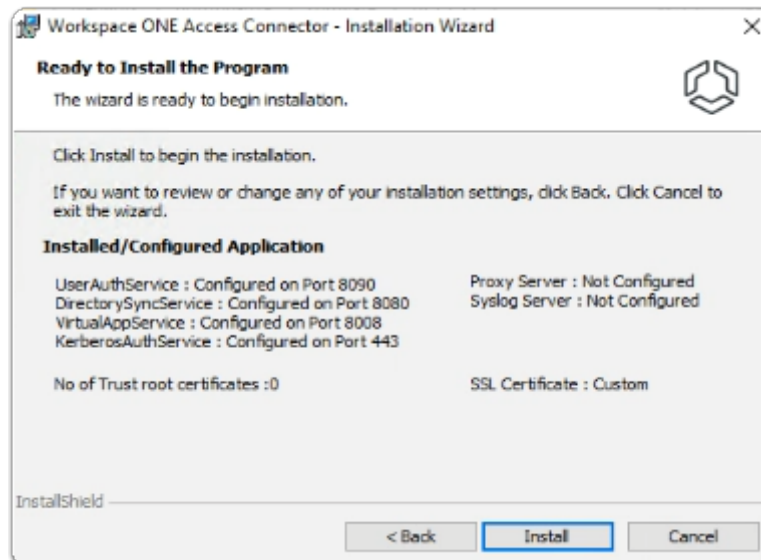 Workspace ONE Access Connector - Installation Wizard
Ready to Install the Program
The wizard is ready to begin installation.
Click Install to begin the installation.
If you want to review or change any of your installation settings, click Back. Click Cancel to
exit the wizard.
Installed/Configured Application
UserAuthService : Configured on Port 8090
DirectorySyncService : Configured on Port 8080
VirtualAppService : Configured on Port 8008
KerberosAuthService : Configured on Port 443
Proxy Server : Not Configured
Syslog Server : Not Configured
No of Trust root certificates :0
SSL Certificate : Custom
InstallShield
< Back
Install
Cancel